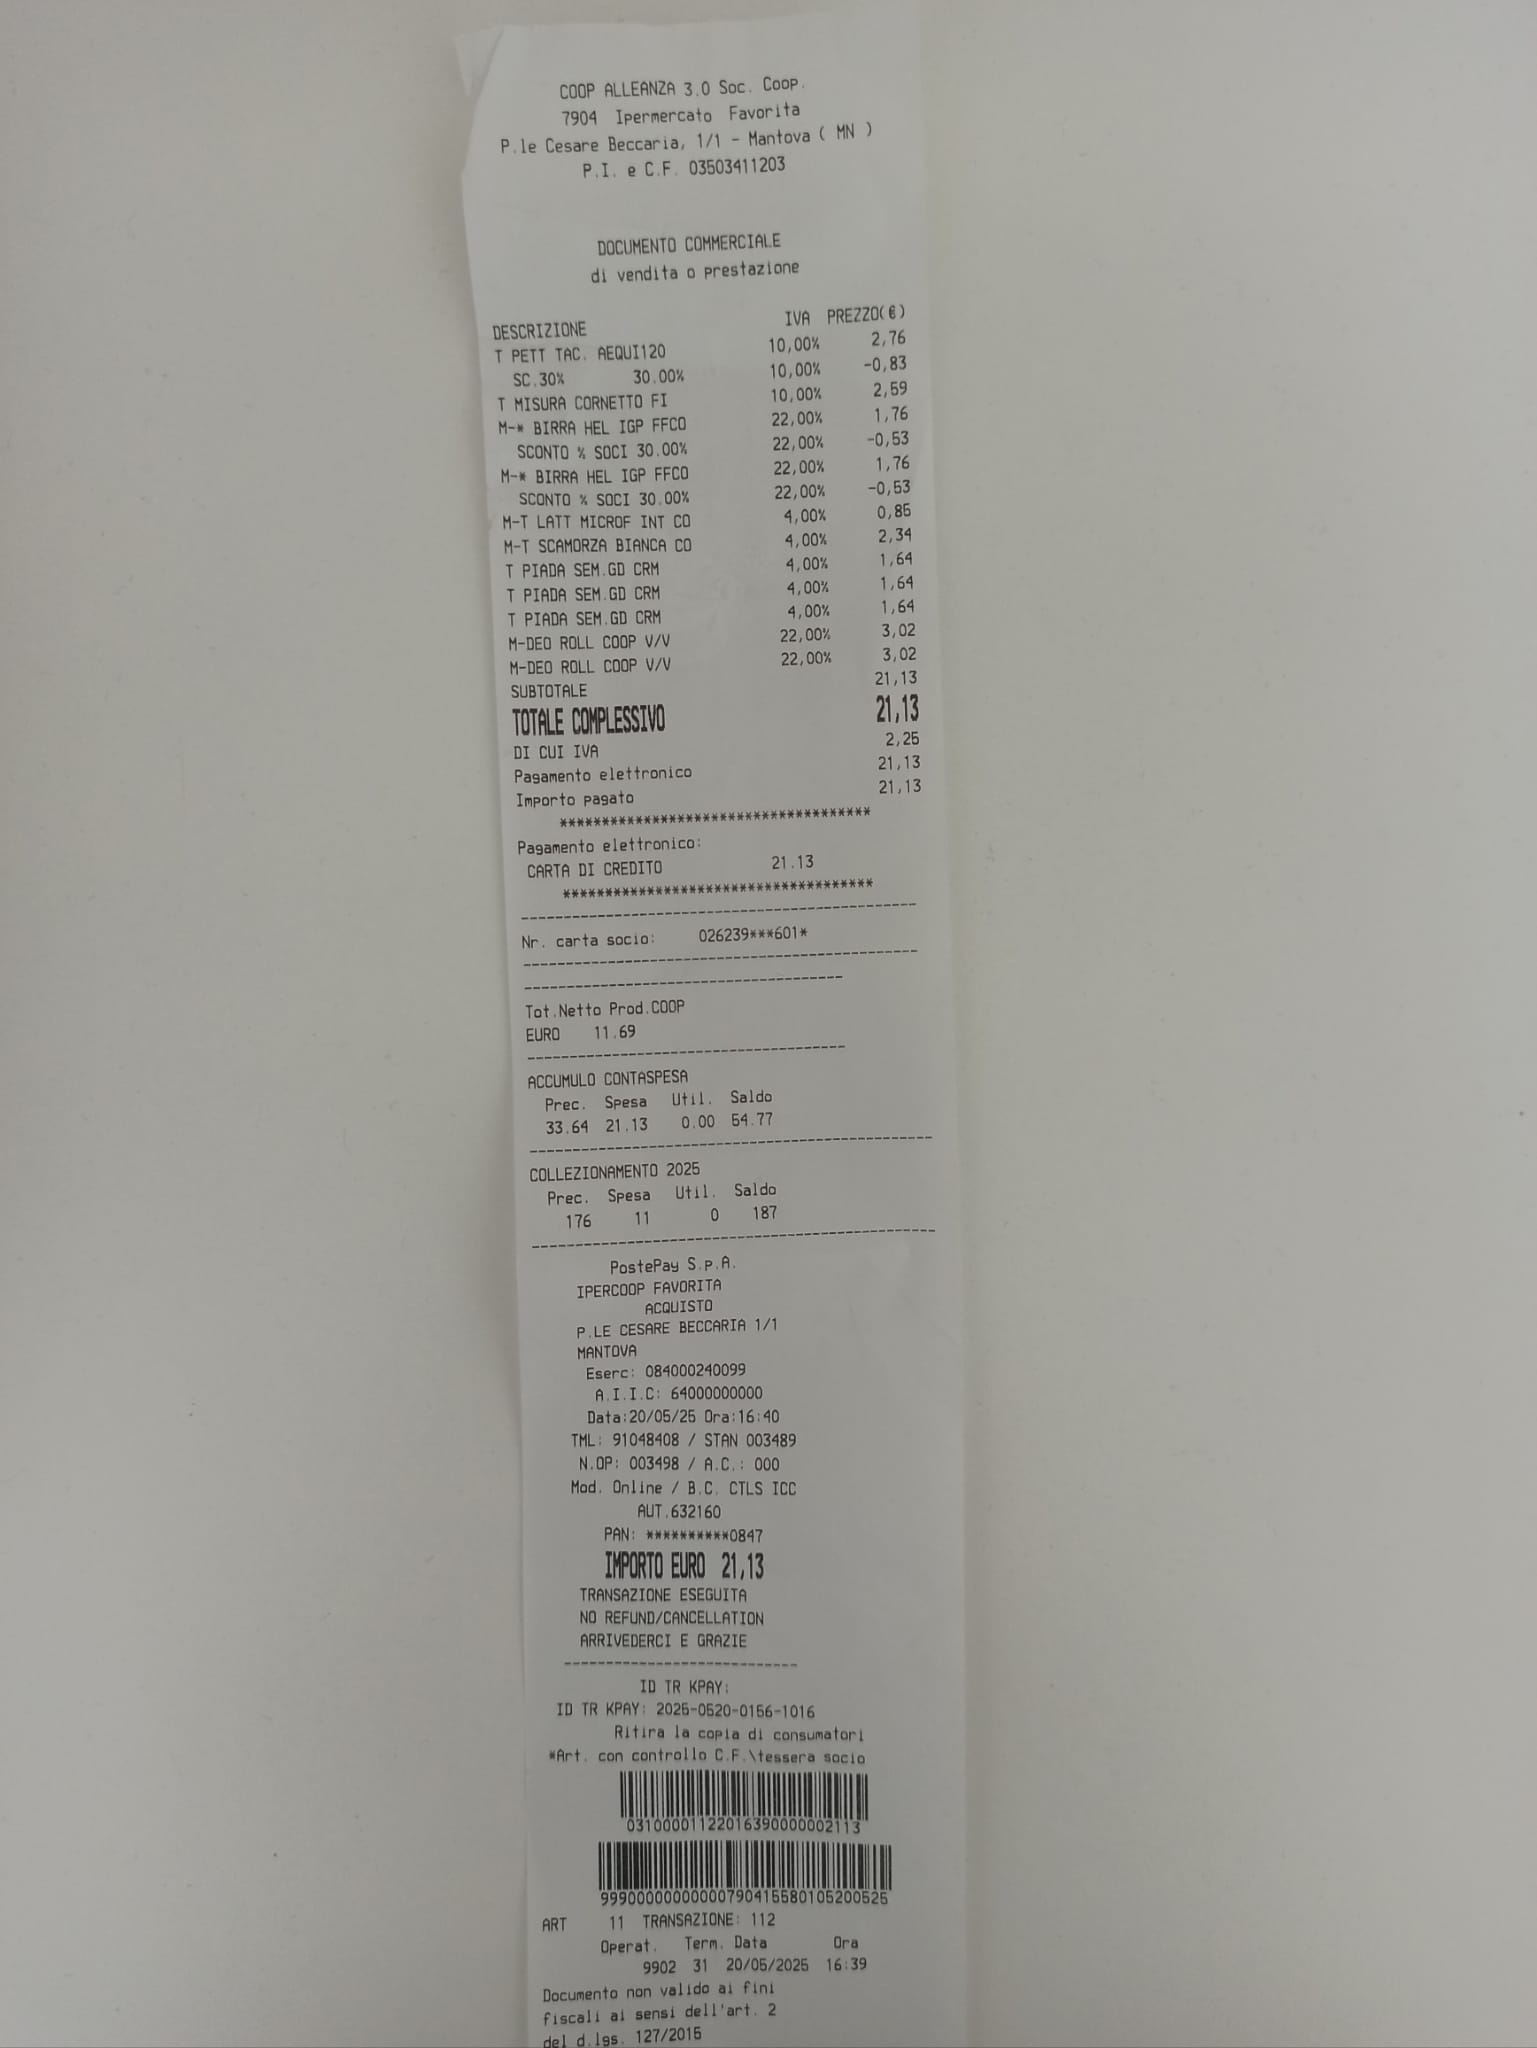 COOP ALLEANZA 3.0 Soc. Coop.
7904 Ipermercato Favorita
P.le Cesare Beccaria, 1/1 - Mantova ( MN )
P.I. e C.F. 03503411203
DOCUMENTO COMMERCIALE
di vendita o prestazione
DESCRIZIONE IVA PREZZO(€)
T PETT TAC. AEQUI120 10,00% 2,76
SC.30% 30.00% 10,00% -0,83
T MISURA CORNETTO FI 10,00% 2,59
M-* BIRRA HEL IGP FFCO 22,00% 1,76
SCONTO % SOCI 30.00% 22,00% -0,53
M-* BIRRA HEL IGP FFCO 22,00% 1,76
SCONTO % SOCI 30.00% 22,00% -0,53
M-T LATT MICROF INT CO 4,00% 0,85
M-T SCAMORZA BIANCA CO 4,00% 2,34
T PIADA SEM.GD CRM 4,00% 1,64
T PIADA SEM.GD CRM 4,00% 1,64
T PIADA SEM.GD CRM 4,00% 1,64
M-DEO ROLL COOP V/V 22,00% 3,02
M-DEO ROLL COOP V/V 22,00% 3,02
SUBTOTALE 21,13
TOTALE COMPLESSIVO 21,13
DI CUI IVA 2,25
Pagamento elettronico 21,13
Importo pagato 21,13
*************************************
Pagamento elettronico:
CARTA DI CREDITO 21.13
*************************************
-----------------------------------------------
Nr. carta socio: 026239***601*
-----------------------------------------------
--------------------------------------
Tot.Netto Prod.COOP
EURO 11.69
--------------------------------------
ACCUMULO CONTASPESA
Prec. Spesa Util. Saldo
33.64 21.13 0.00 54.77
------------------------------------------------
COLLEZIONAMENTO 2025
Prec. Spesa Util. Saldo
176 11 0 187
------------------------------------------------
PostePay S.p.A.
IPERCOOP FAVORITA
ACQUISTO
P.LE CESARE BECCARIA 1/1
MANTOVA
Eserc: 084000240099
A.I.I.C: 64000000000
Data:20/05/25 Ora:16:40
TML: 91048408 / STAN 003489
N.OP: 003498 / A.C.: 000
Mod. Online / B.C. CTLS ICC
AUT.632160
PAN: **********0847
IMPORTO EURO 21,13
TRANSAZIONE ESEGUITA
NO REFUND/CANCELLATION
ARRIVEDERCI E GRAZIE
----------------------------
ID TR KPAY:
ID TR KPAY: 2025-0520-0156-1016
Ritira la copia di consumatori
*Art. con controllo C.F.\tessera socio
03100001122016390000002113
99900000000000790415580105200525
ART 11 TRANSAZIONE: 112
Operat. Term. Data Ora
9902 31 20/05/2025 16:39
Documento non valido ai fini
fiscali ai sensi dell'art. 2
del d.lgs. 127/2015